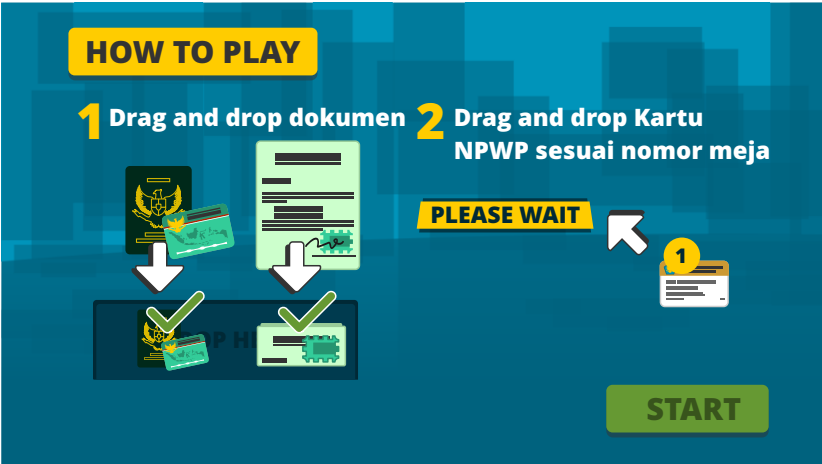 HOW TO PLAY
1 Drag and drop dokumen
2 Drag and drop Kartu
NPWP sesuai nomor meja
PLEASE WAIT
1
START